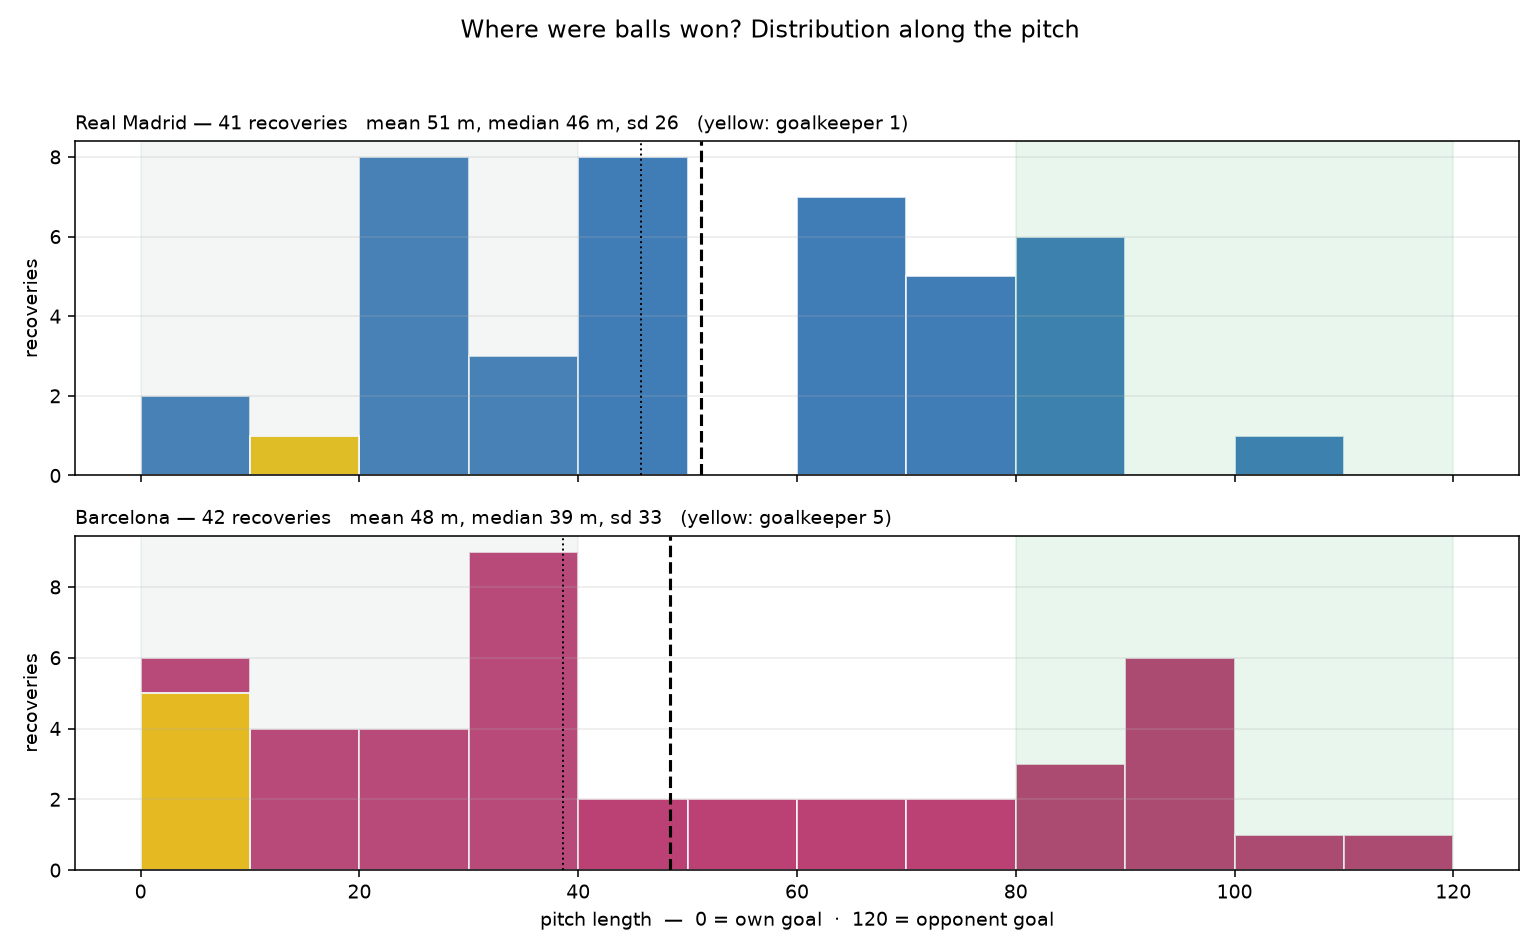 Where were balls won? Distribution along the pitch
Real Madrid — 41 recoveries   mean 51 m, median 46 m, sd 26   (yellow: goalkeeper 1)
8
6
4
2
0
recoveries
Barcelona — 42 recoveries   mean 48 m, median 39 m, sd 33   (yellow: goalkeeper 5)
8
6
4
2
0
recoveries
0 20 40 60 80 100 120
pitch length  —  0 = own goal  ·  120 = opponent goal